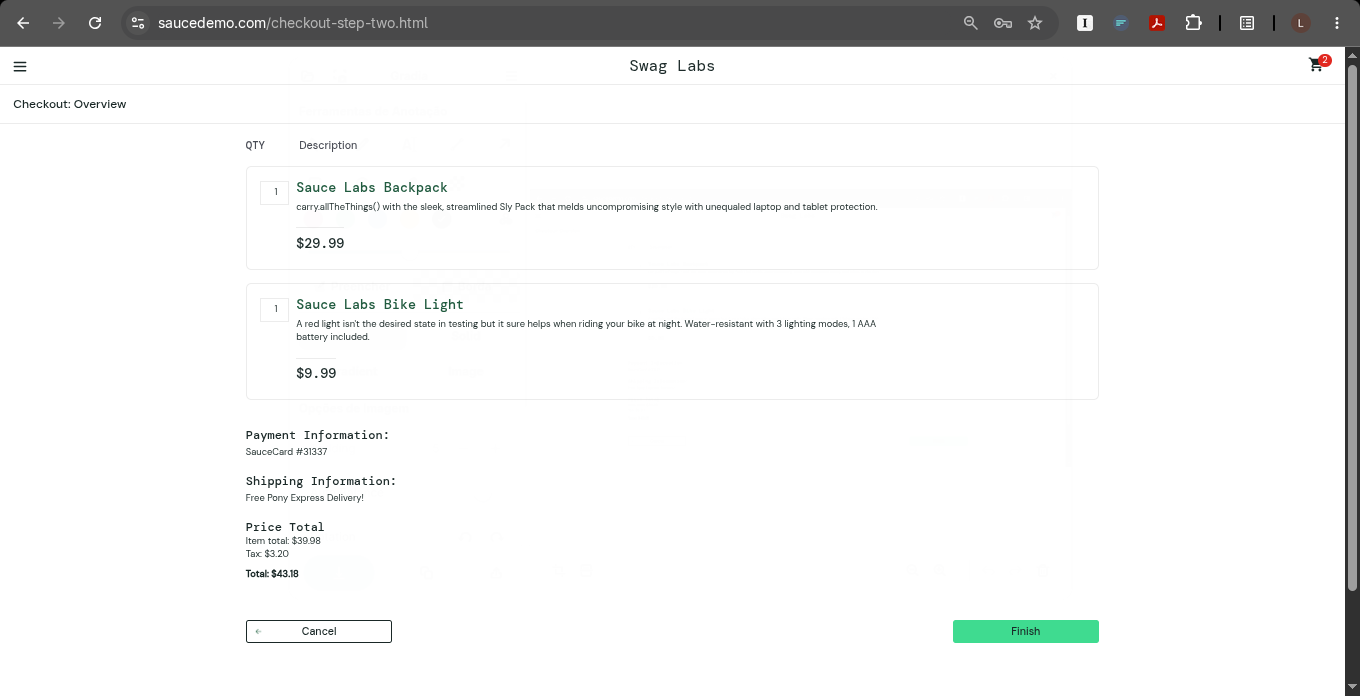 saucedemo.com/checkout-step-two.html
L
Swag Labs
2
Checkout: Overview
QTY Description
1
Sauce Labs Backpack
carry.allTheThings() with the sleek, streamlined Sly Pack that melds uncompromising style with unequaled laptop and tablet protection.
$29.99
1
Sauce Labs Bike Light
A red light isn't the desired state in testing but it sure helps when riding your bike at night. Water-resistant with 3 lighting modes, 1 AAA
battery included.
$9.99
Payment Information:
SauceCard #31337
Shipping Information:
Free Pony Express Delivery!
Price Total
Item total: $39.98
Tax: $3.20
Total: $43.18
Cancel
Finish